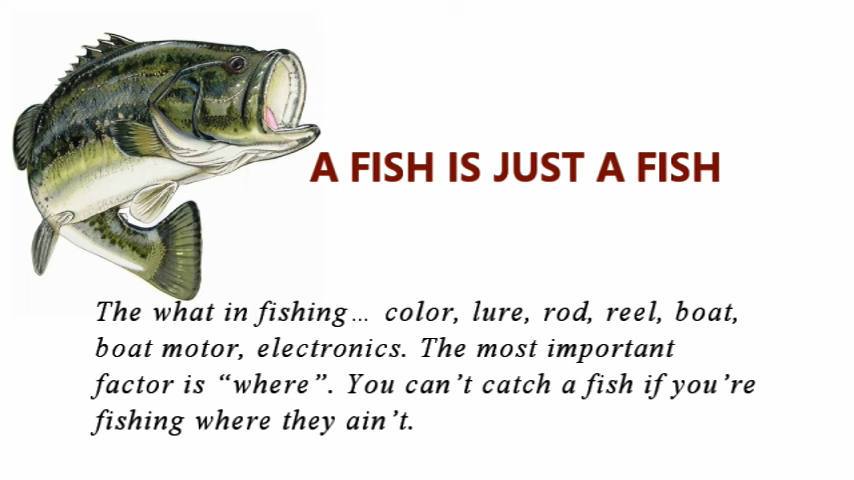 A FISH IS JUST A FISH
The what in fishing… color, lure, rod, reel, boat,
boat motor, electronics. The most important
factor is “where”. You can’t catch a fish if you’re
fishing where they ain’t.